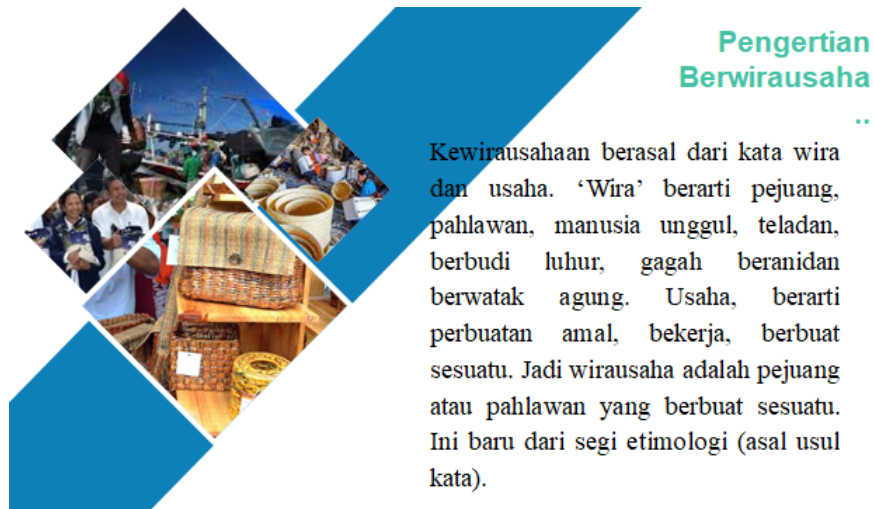 Pengertian
Berwirausaha
..
Kewirausahaan berasal dari kata wira
dan usaha. ‘Wira’ berarti pejuang,
pahlawan, manusia unggul, teladan,
berbudi luhur, gagah beranidan
berwatak agung. Usaha, berarti
perbuatan amal, bekerja, berbuat
sesuatu. Jadi wirausaha adalah pejuang
atau pahlawan yang berbuat sesuatu.
Ini baru dari segi etimologi (asal usul
kata).